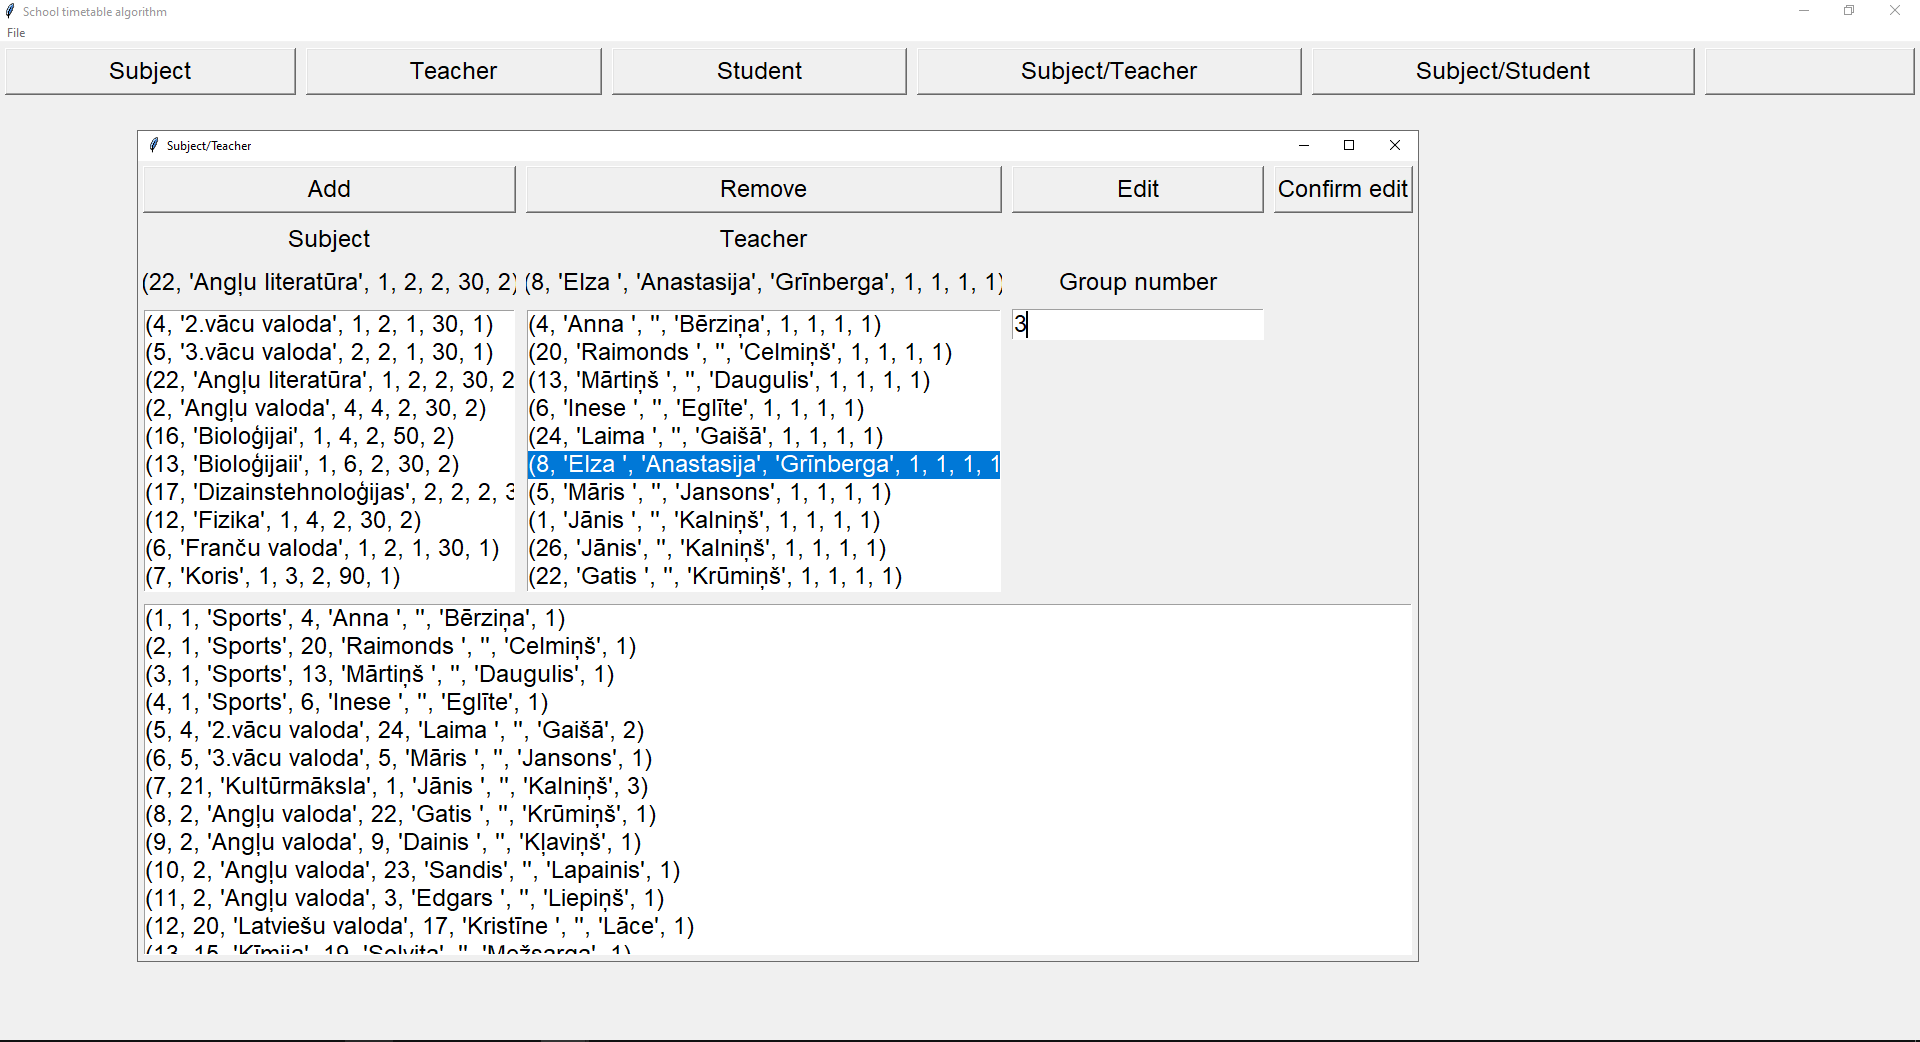 School timetable algorithm
File
Subject Teacher Student Subject/Teacher Subject/Student
Subject/Teacher
Add Remove Edit Confirm edit
Subject Teacher
(22, 'Angļu literatūra', 1, 2, 2, 30, 2) (8, 'Elza ', 'Anastasija', 'Grīnberga', 1, 1, 1, 1) Group number
3
(4, '2.vācu valoda', 1, 2, 1, 30, 1)
(5, '3.vācu valoda', 2, 2, 1, 30, 1)
(22, 'Angļu literatūra', 1, 2, 2, 30, 2
(2, 'Angļu valoda', 4, 4, 2, 30, 2)
(16, 'Bioloģijai', 1, 4, 2, 50, 2)
(13, 'Bioloģijaii', 1, 6, 2, 30, 2)
(17, 'Dizainstehnoloģijas', 2, 2, 2, 3
(12, 'Fizika', 1, 4, 2, 30, 2)
(6, 'Franču valoda', 1, 2, 1, 30, 1)
(7, 'Koris', 1, 3, 2, 90, 1)
(4, 'Anna ', '', 'Bērziņa', 1, 1, 1, 1)
(20, 'Raimonds ', '', 'Celmiņš', 1, 1, 1, 1)
(13, 'Mārtiņš ', '', 'Daugulis', 1, 1, 1, 1)
(6, 'Inese ', '', 'Eglīte', 1, 1, 1, 1)
(24, 'Laima ', '', 'Gaišā', 1, 1, 1, 1)
(8, 'Elza ', 'Anastasija', 'Grīnberga', 1, 1, 1, 1
(5, 'Māris ', '', 'Jansons', 1, 1, 1, 1)
(1, 'Jānis ', '', 'Kalniņš', 1, 1, 1, 1)
(26, 'Jānis', '', 'Kalniņš', 1, 1, 1, 1)
(22, 'Gatis ', '', 'Krūmiņš', 1, 1, 1, 1)
(1, 1, 'Sports', 4, 'Anna ', '', 'Bērziņa', 1)
(2, 1, 'Sports', 20, 'Raimonds ', '', 'Celmiņš', 1)
(3, 1, 'Sports', 13, 'Mārtiņš ', '', 'Daugulis', 1)
(4, 1, 'Sports', 6, 'Inese ', '', 'Eglīte', 1)
(5, 4, '2.vācu valoda', 24, 'Laima ', '', 'Gaišā', 2)
(6, 5, '3.vācu valoda', 5, 'Māris ', '', 'Jansons', 1)
(7, 21, 'Kultūrmāksla', 1, 'Jānis ', '', 'Kalniņš', 3)
(8, 2, 'Angļu valoda', 22, 'Gatis ', '', 'Krūmiņš', 1)
(9, 2, 'Angļu valoda', 9, 'Dainis ', '', 'Kļaviņš', 1)
(10, 2, 'Angļu valoda', 23, 'Sandis', '', 'Lapainis', 1)
(11, 2, 'Angļu valoda', 3, 'Edgars ', '', 'Liepiņš', 1)
(12, 20, 'Latviešu valoda', 17, 'Kristīne ', '', 'Lāce', 1)
(13, 15, 'Ķīmija', 19, 'Solvita', '', 'Mežsarga', 1)